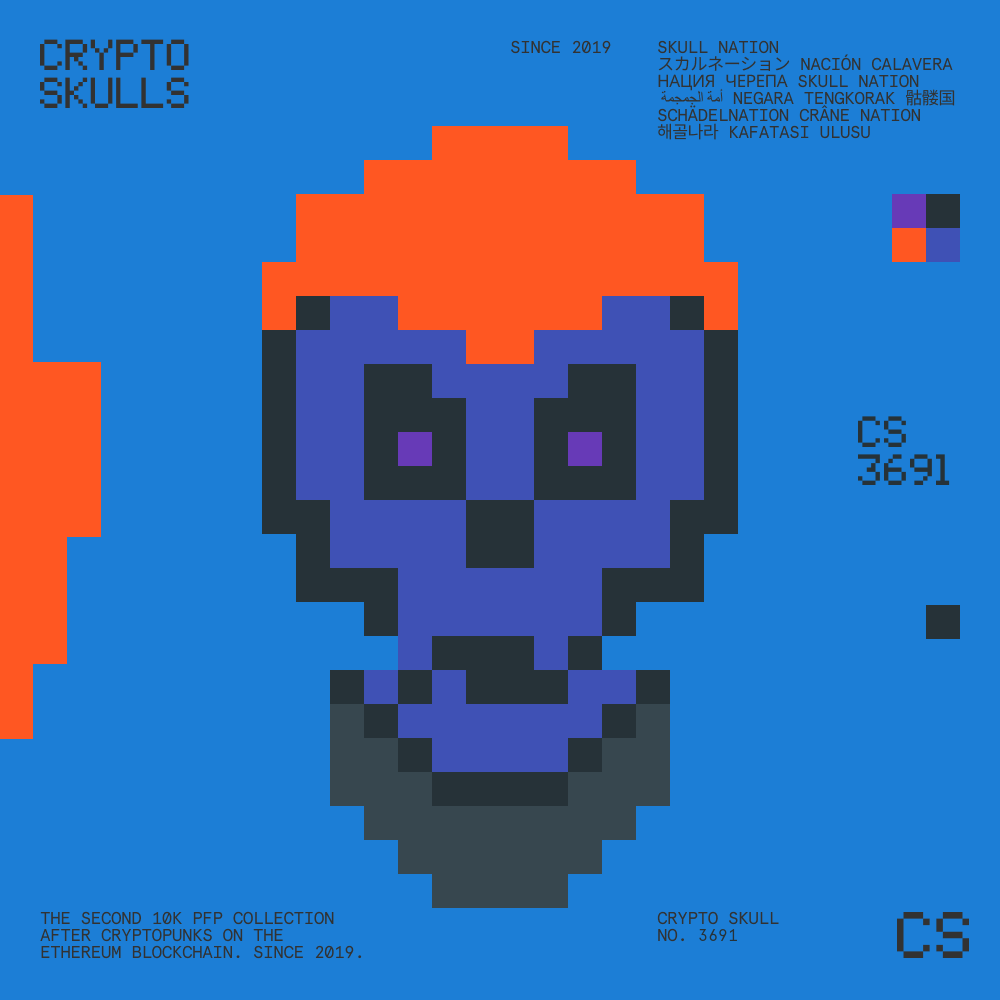 CRYPTO
SKULLS
SINCE 2019
SKULL NATION
スカルネーション NACIÓN CALAVERA
НАЦИЯ ЧЕРЕПА SKULL NATION
أمة الجمجمة NEGARA TENGKORAK 骷髅国
SCHÄDELNATION CRÂNE NATION
해골나라 KAFATASI ULUSU
CS
3691
THE SECOND 10K PFP COLLECTION
AFTER CRYPTOPUNKS ON THE
ETHEREUM BLOCKCHAIN. SINCE 2019.
CRYPTO SKULL
NO. 3691
CS